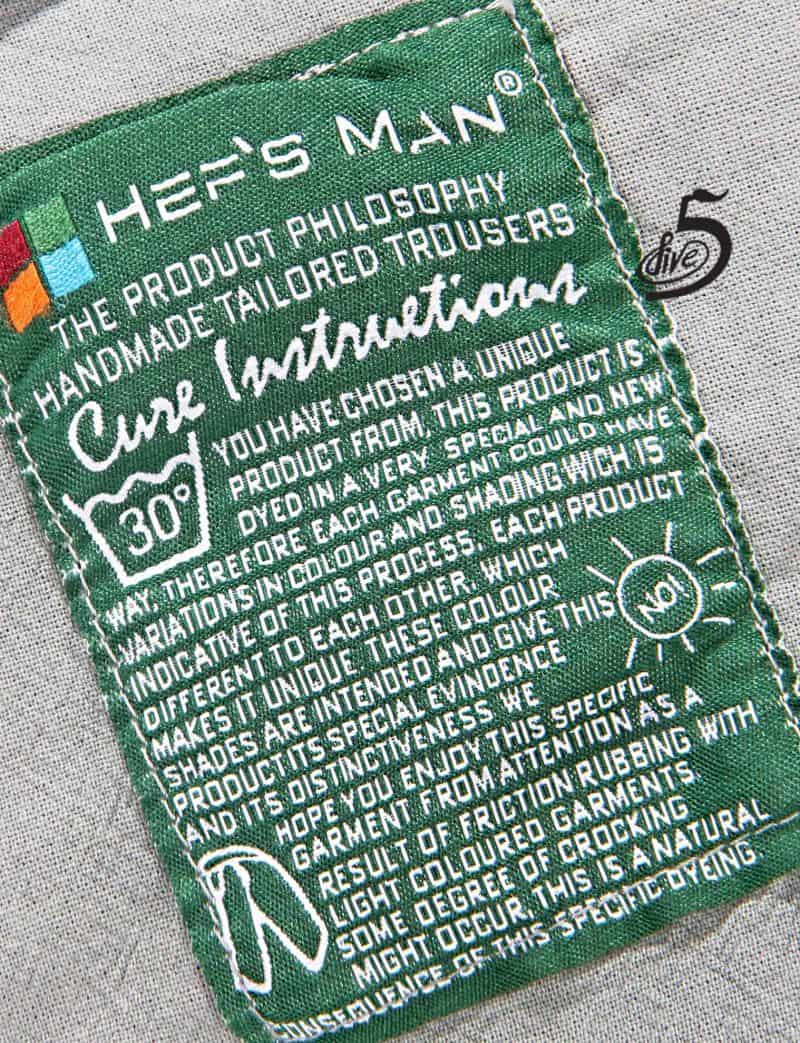 HEF'S MAN®
THE PRODUCT PHILOSOPHY
HANDMADE TAILORED TROUSERS
Cure Instructions
30°
YOU HAVE CHOSEN A UNIQUE
PRODUCT FROM, THIS PRODUCT IS
DYED IN A VERY SPECIAL AND NEW
WAY, THEREFORE EACH GARMENT COULD HAVE
VARIATIONS IN COLOUR AND SHADING WICH IS
INDICATIVE OF THIS PROCESS, EACH PRODUCT
DIFFERENT TO EACH OTHER, WHICH
MAKES IT UNIQUE, THESE COLOUR
SHADES ARE INTENDED AND GIVE THIS
PRODUCT ITS SPECIAL EVINDENCE
AND ITS DISTINCTIVENESS WE
NO!
HOPE YOU ENJOY THIS SPECIFIC
GARMENT FROM ATTENTION AS A
RESULT OF FRICTION RUBBING WITH
LIGHT COLOURED GARMENTS,
SOME DEGREE OF CROCKING
MIGHT OCCUR, THIS IS A NATURAL
CONSEQUENCE OF THIS SPECIFIC DYEING
5
five